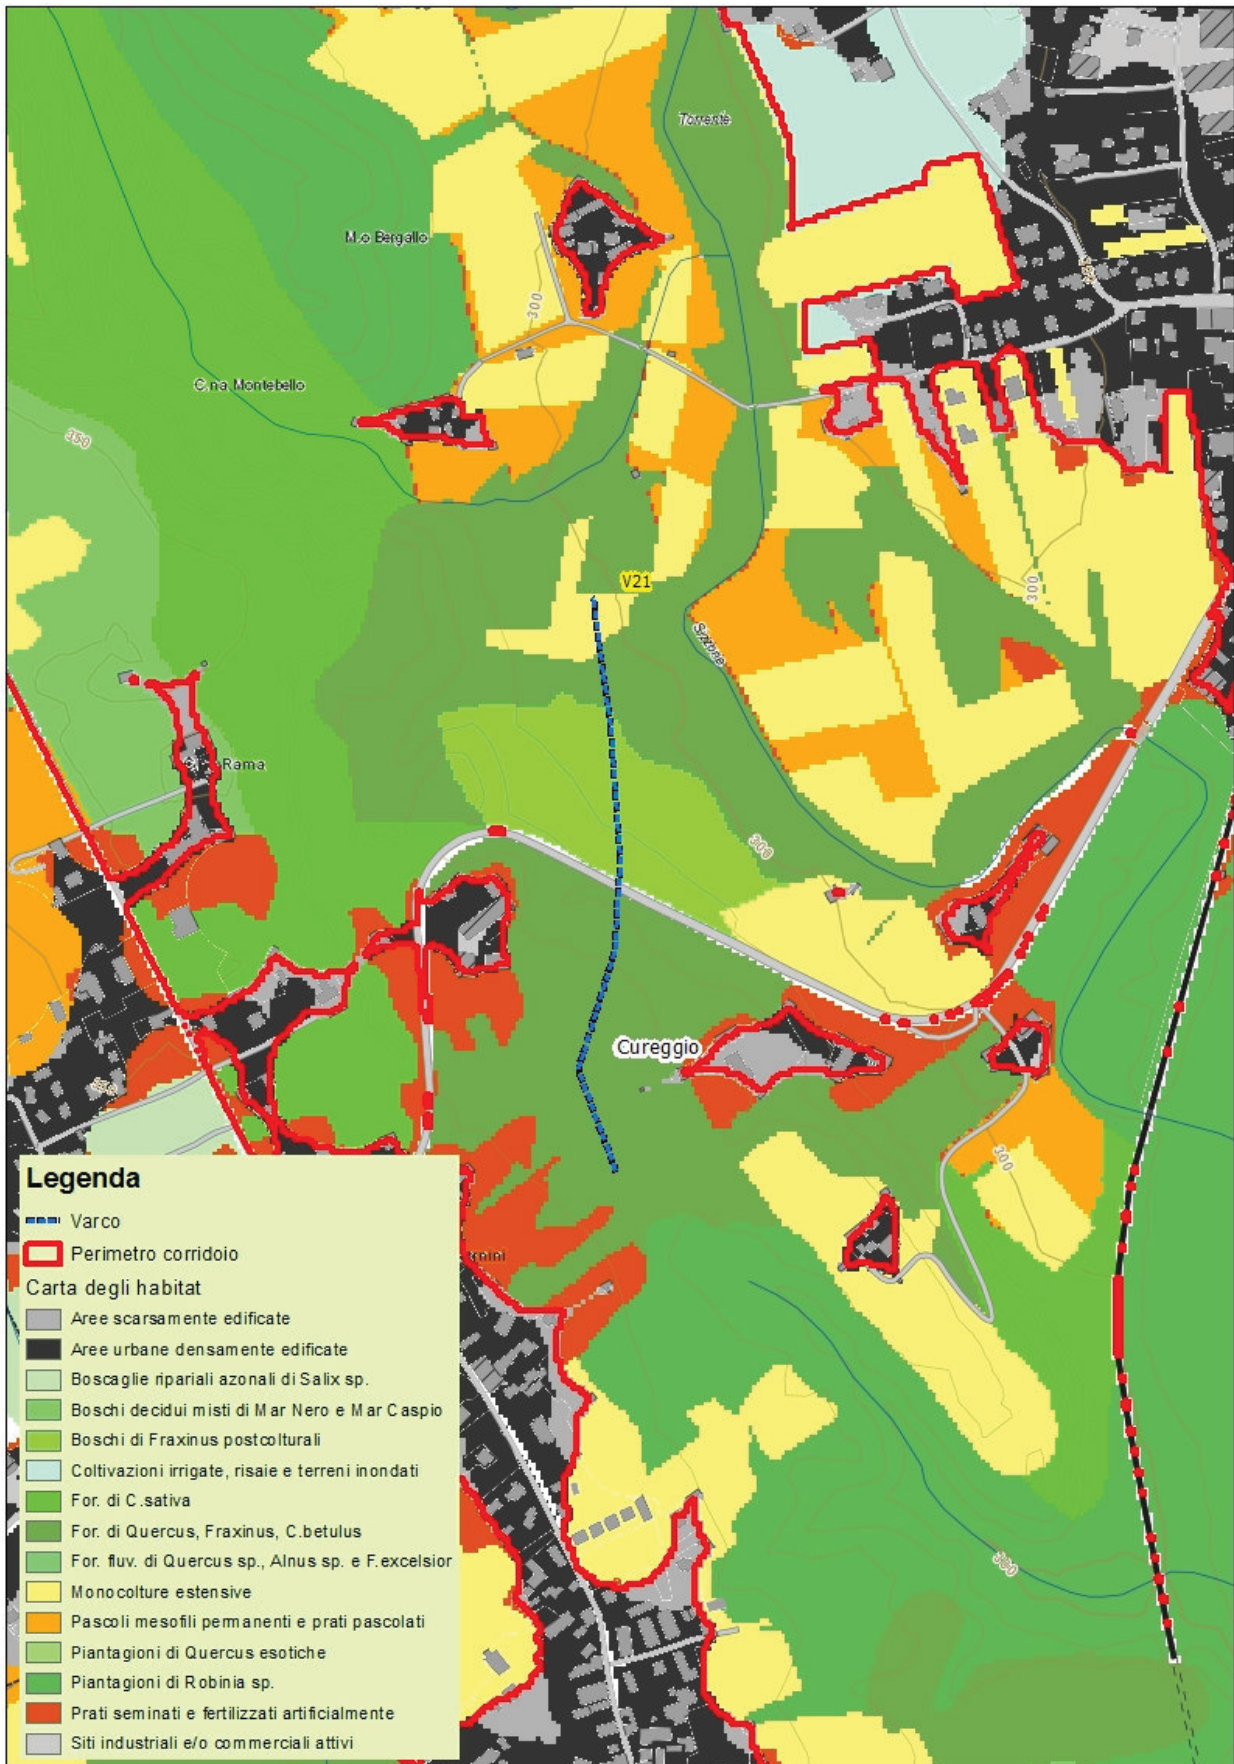 Torrente
M.o Bergallo
300
C.na Montebello
350
V21
300
Sizzone
Rama
300
Cureggio
300
Legenda
Varco
Perimetro corridoio
Carta degli habitat
Aree scarsamente edificate
Aree urbane densamente edificate
Boscaglie ripariali azonali di Salix sp.
Boschi decidui misti di Mar Nero e Mar Caspio
Boschi di Fraxinus postcolturali
Coltivazioni irrigate, risaie e terreni inondati
For. di C.sativa
For. di Quercus, Fraxinus, C.betulus
For. fluv. di Quercus sp., Alnus sp. e F.excelsior
Monocolture estensive
Pascoli mesofili permanenti e prati pascolati
Piantagioni di Quercus esotiche
Piantagioni di Robinia sp.
Prati seminati e fertilizzati artificialmente
Siti industriali e/o commerciali attivi
300